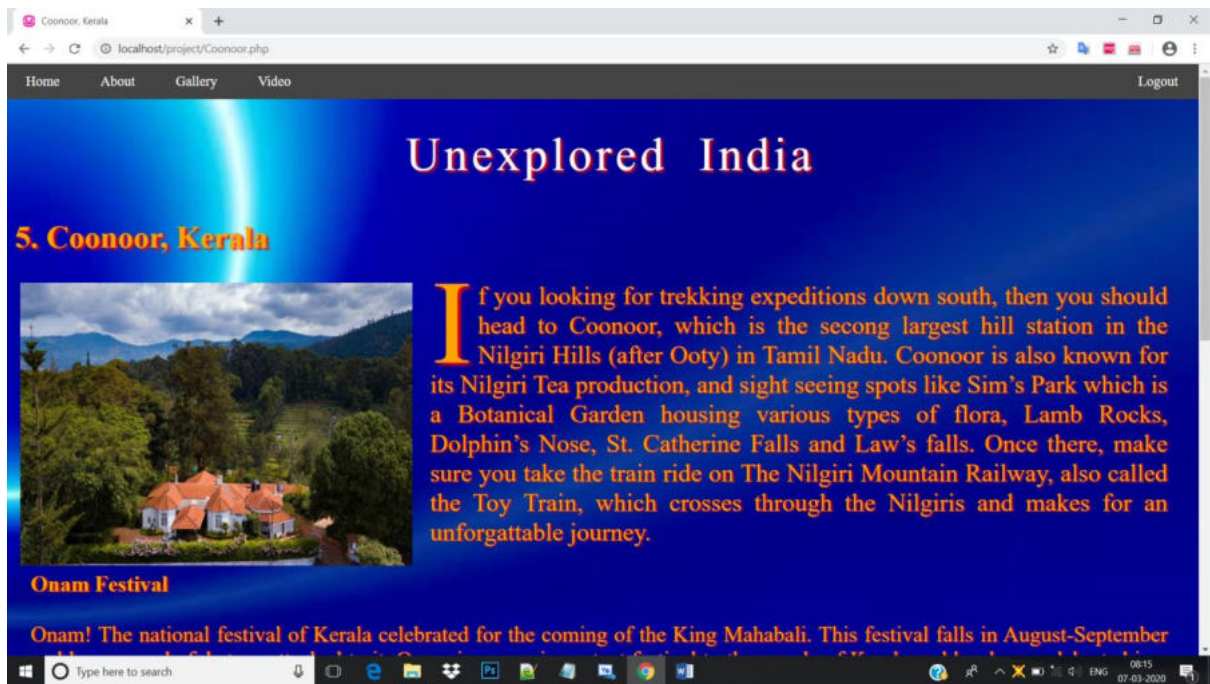 Coonoor, Kerala
localhost/project/Coonoor.php
Home About Gallery Video Logout
Unexplored India
5. Coonoor, Kerala
If you looking for trekking expeditions down south, then you should
head to Coonoor, which is the secong largest hill station in the
Nilgiri Hills (after Ooty) in Tamil Nadu. Coonoor is also known for
its Nilgiri Tea production, and sight seeing spots like Sim's Park which is
a Botanical Garden housing various types of flora, Lamb Rocks,
Dolphin's Nose, St. Catherine Falls and Law's falls. Once there, make
sure you take the train ride on The Nilgiri Mountain Railway, also called
the Toy Train, which crosses through the Nilgiris and makes for an
unforgattable journey.
Onam Festival
Onam! The national festival of Kerala celebrated for the coming of the King Mahabali. This festival falls in August-September
Type here to search
Ps
ENG
08:15
07-03-2020